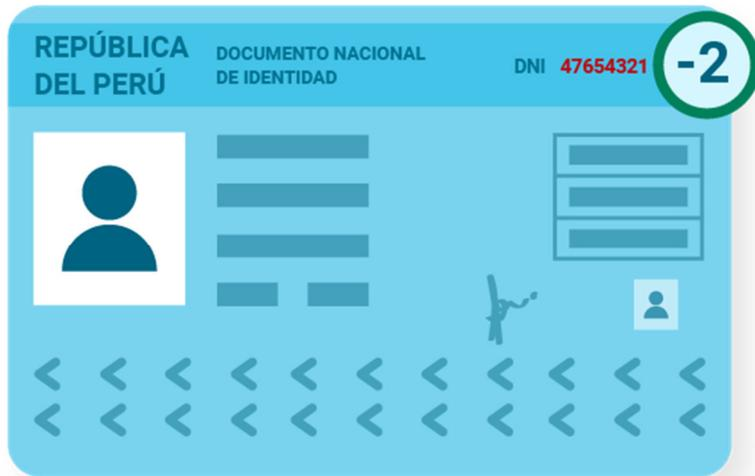 REPÚBLICA
DEL PERÚ
DOCUMENTO NACIONAL
DE IDENTIDAD
DNI 47654321 -2